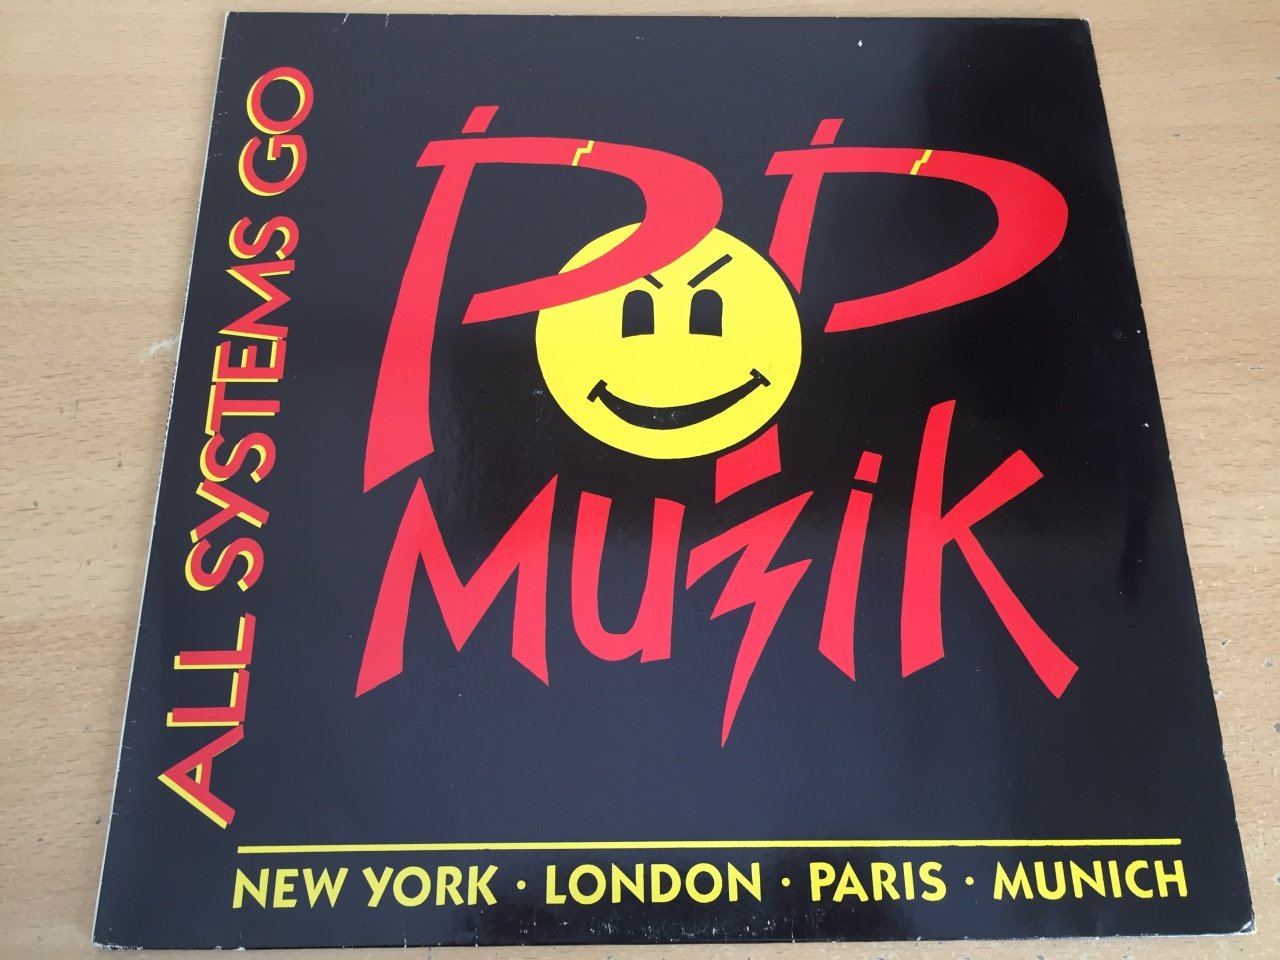 ALL SYSTEMS GO
POP
MUZiK
NEW YORK · LONDON · PARIS · MUNICH